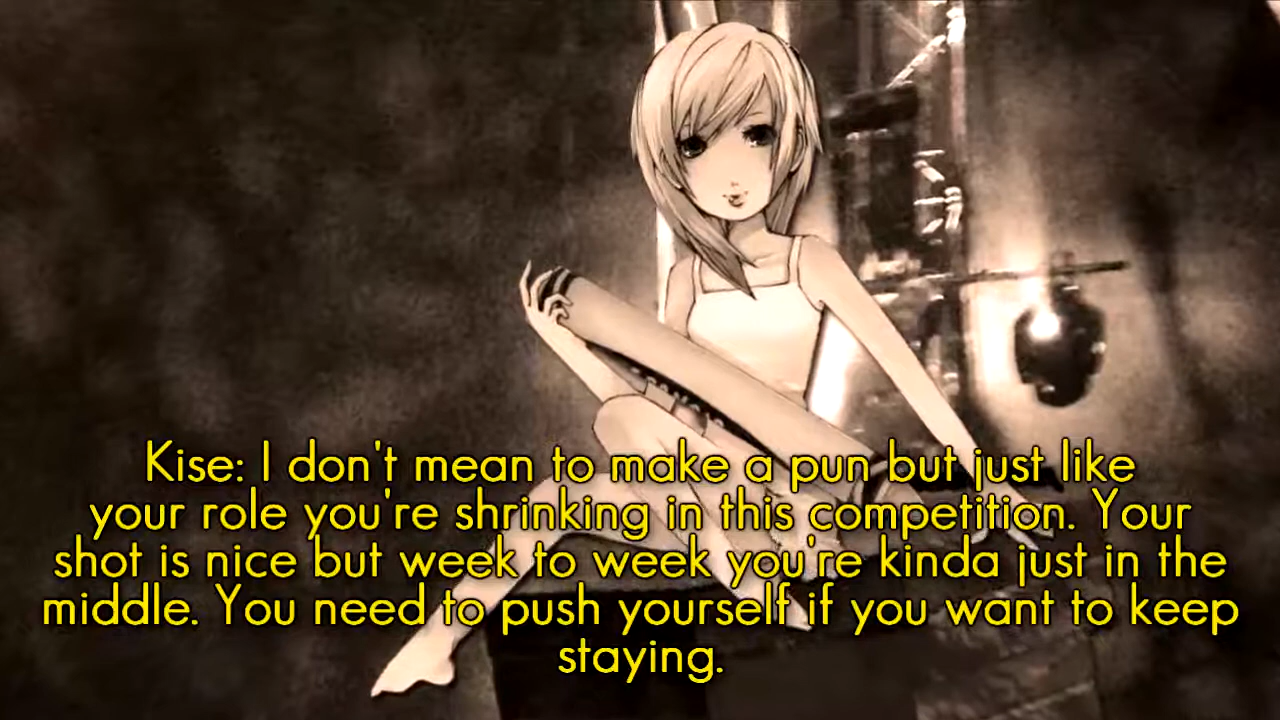 Kise: I don't mean to make a pun but just like
your role you're shrinking in this competition. Your
shot is nice but week to week you're kinda just in the
middle. You need to push yourself if you want to keep
staying.